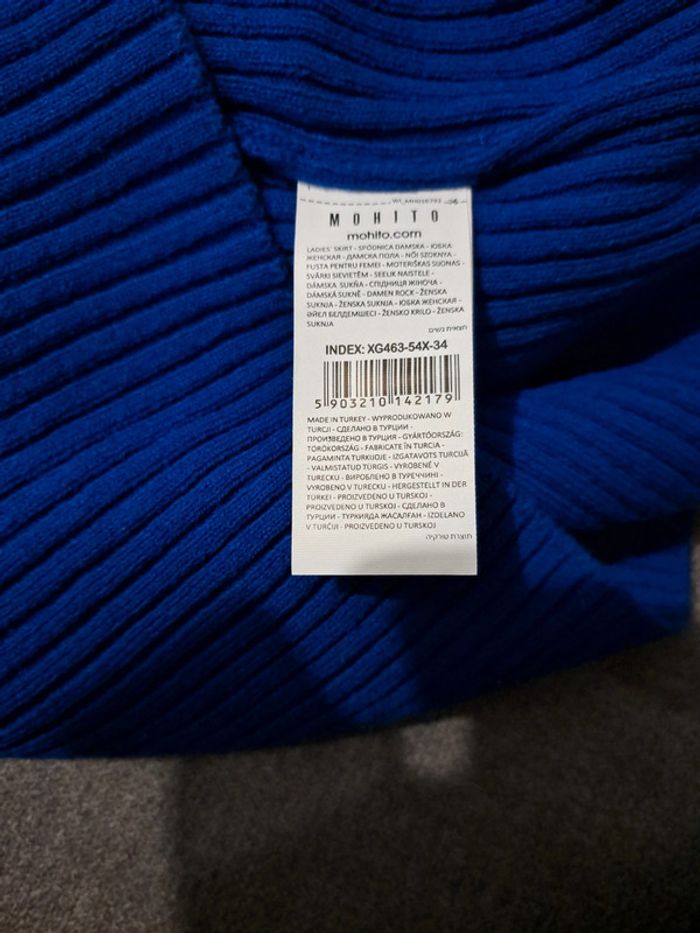 MOHITO
mohito.com
LADIES' SKIRT - SPÓDNICA DAMSKA - ЮБКА
ЖЕНСКАЯ - ДАМСКА ПОЛА - NŐI SZOKNYA -
FUSTA PENTRU FEMEI - MOTERIŠKAS SIJONAS -
SVĀRKI SIEVIETĒM - SEELIK NAISTELE -
DÁMSKA SUKŇA - СПІДНИЦЯ ЖІНОЧА -
DÁMSKÁ SUKNĚ - DAMEN ROCK - ŽENSKA
SUKNJA - ŽENSKA SUKNJA - ЮБКА ЖЕНСКАЯ -
ӘЙЕЛ БЕЛДЕМШЕСІ - ŽENSKO KRILO - ŽENSKA
SUKNJA
חצאית נשים
INDEX: XG463-54X-34
5 903210 142179
MADE IN TURKEY - WYPRODUKOWANO W
TURCJI - СДЕЛАНО В ТУРЦИИ -
ПРОИЗВЕДЕНО В ТУРЦИЯ - GYÁRTÓORSZÁG:
TÖRÖKORSZÁG - FABRICATE ÎN TURCIA -
PAGAMINTA TURKIJOJE - IZGATAVOTS TURCIJĀ
- VALMISTATUD TÜRGIS - VYROBENÉ V
TURECKU - ВИРОБЛЕНО В ТУРЕЧЧИНІ -
VYROBENO V TURECKU - HERGESTELLT IN DER
TÜRKEI - PROIZVEDENO U TURSKOJ -
PROIZVEDENO U TURSKOJ - СДЕЛАНО В
ТУРЦИИ - ТУРКИЯДА ЖАСАЛҒАН - IZDELANO
V TURČIJI - PROIZVEDENO U TURSKOJ
תוצרת טורקיה